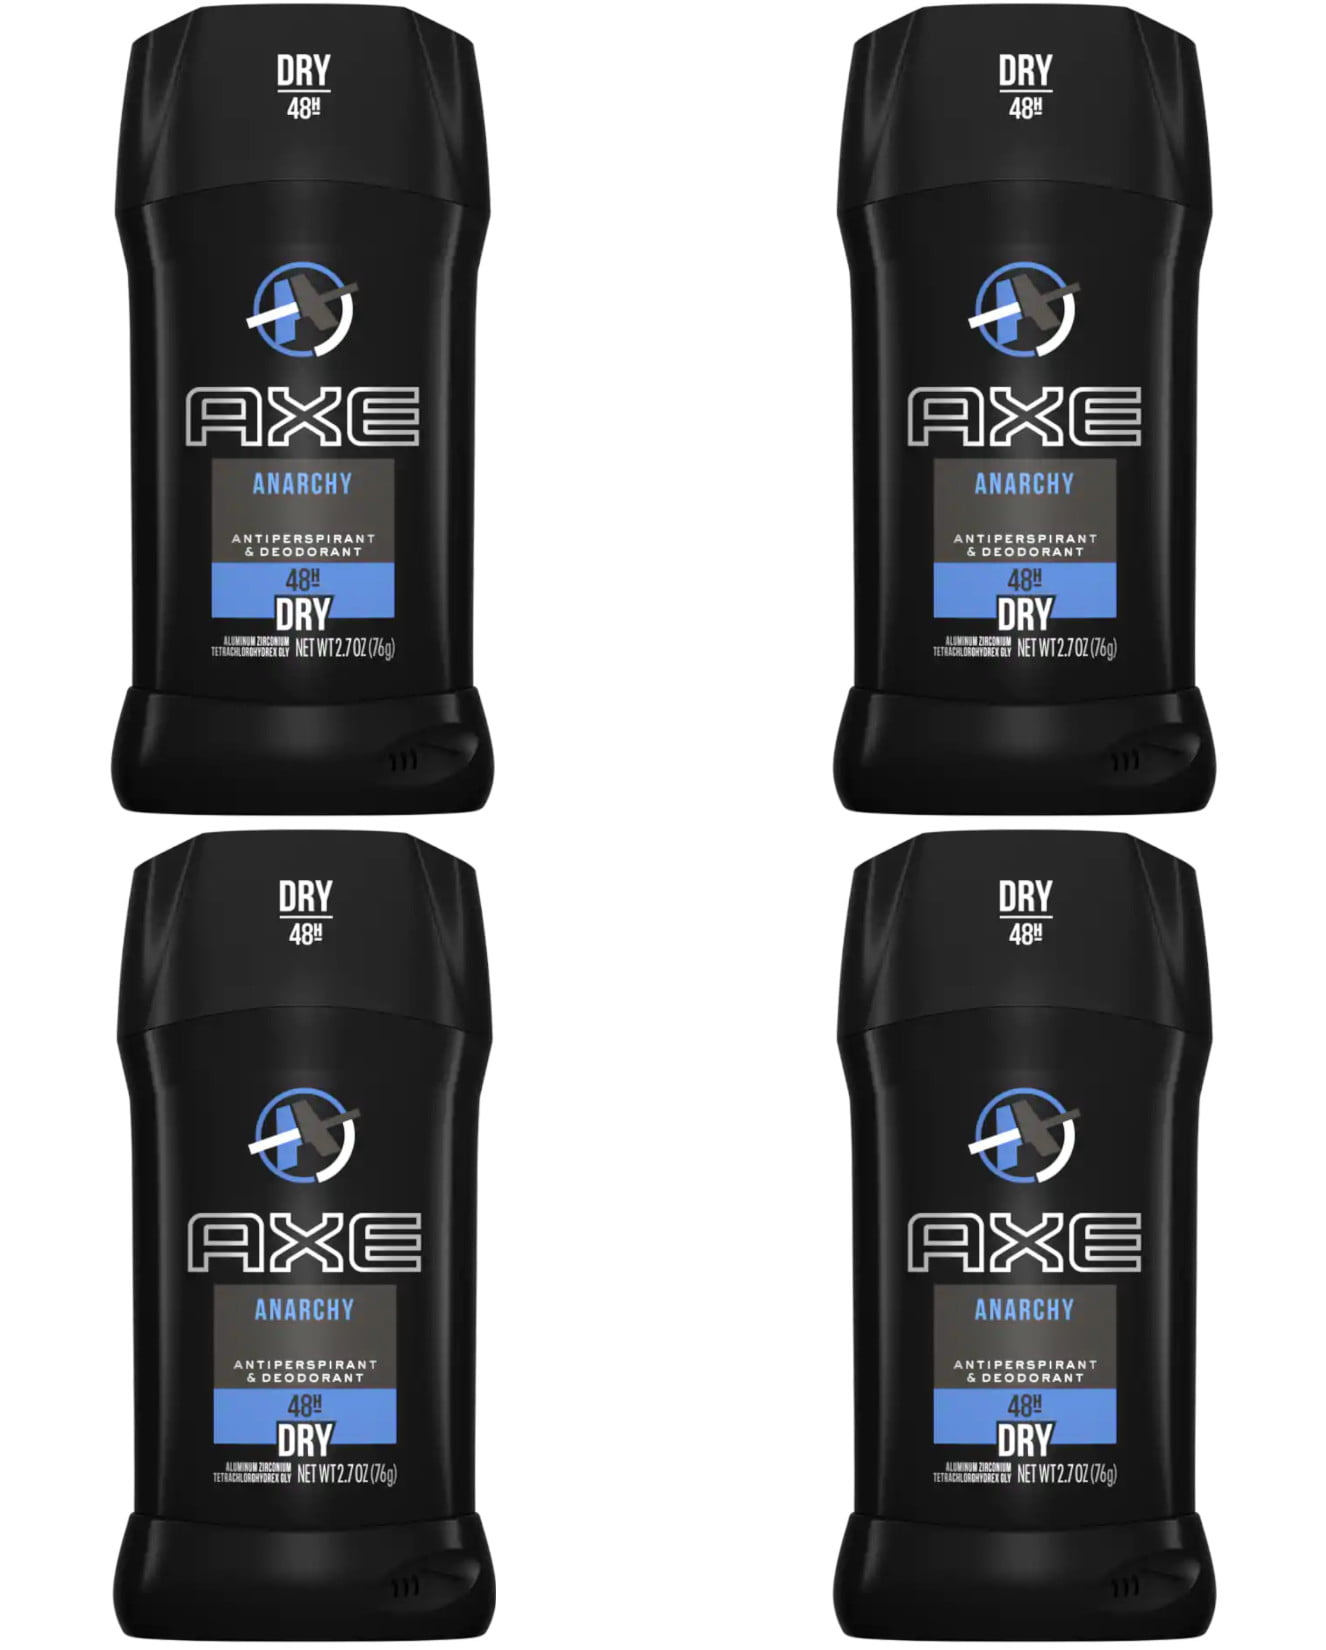 DRY
48H
AXE
ANARCHY
ANTIPERSPIRANT
& DEODORANT
48H
DRY
ALUMINUM ZIRCONIUM
TETRACHLOROHYDREX GLY NET WT 2.7 OZ (76g)
DRY
48H
AXE
ANARCHY
ANTIPERSPIRANT
& DEODORANT
48H
DRY
ALUMINUM ZIRCONIUM
TETRACHLOROHYDREX GLY NET WT 2.7 OZ (76g)
DRY
48H
AXE
ANARCHY
ANTIPERSPIRANT
& DEODORANT
48H
DRY
ALUMINUM ZIRCONIUM
TETRACHLOROHYDREX GLY NET WT 2.7 OZ (76g)
DRY
48H
AXE
ANARCHY
ANTIPERSPIRANT
& DEODORANT
48H
DRY
ALUMINUM ZIRCONIUM
TETRACHLOROHYDREX GLY NET WT 2.7 OZ (76g)